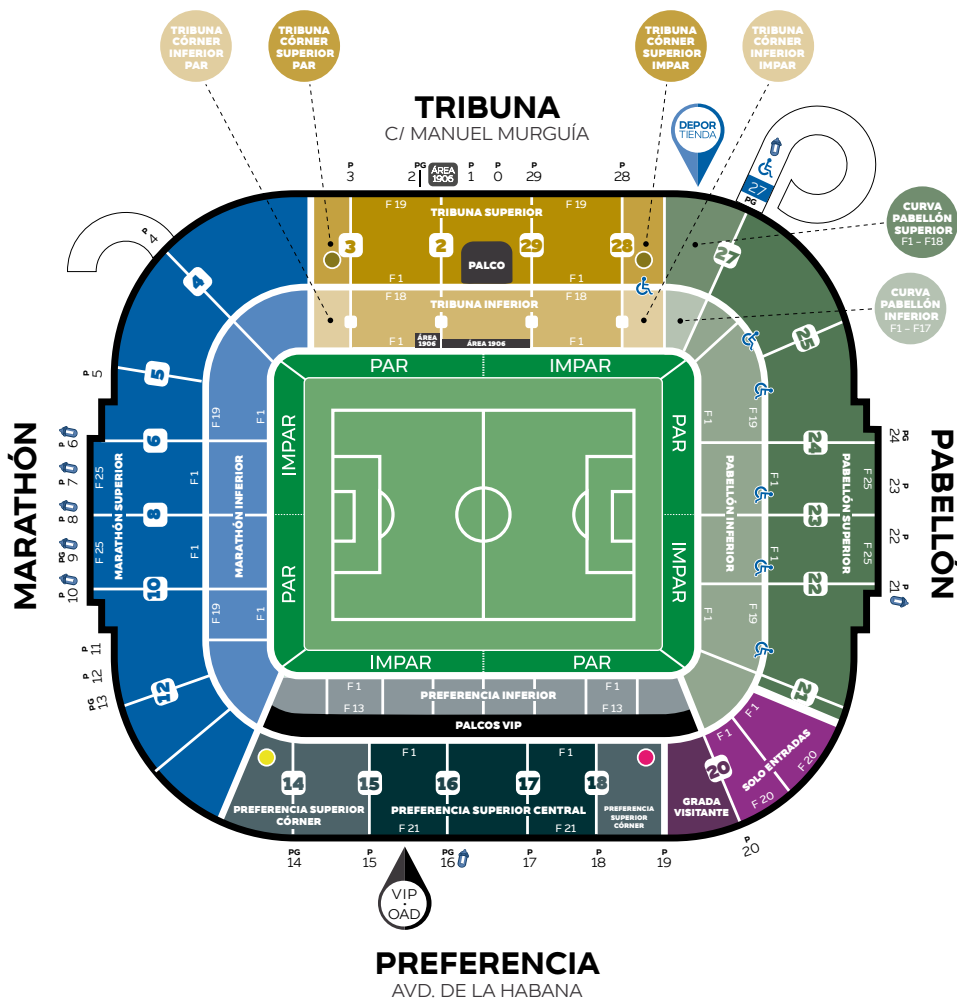 TRIBUNA
CÓRNER
INFERIOR
PAR
TRIBUNA
CÓRNER
SUPERIOR
PAR
TRIBUNA
CÓRNER
SUPERIOR
IMPAR
TRIBUNA
CÓRNER
INFERIOR
IMPAR
TRIBUNA
C/ MANUEL MURGUÍA
DEPOR
TIENDA
P
3
PG
2
ÁREA
1906
P
1
P
0
P
29
P
28
27
PG
CURVA
PABELLÓN
SUPERIOR
F1 - F18
CURVA
PABELLÓN
INFERIOR
F1 - F17
P
4
F 19
F 19
TRIBUNA SUPERIOR
3
2
29
28
PALCO
F 1
F 1
F 18
F 18
TRIBUNA INFERIOR
F 1
F 1
ÁREA
1906
ÁREA 1906
4
27
25
5
P
5
PAR
IMPAR
IMPAR
PAR
PAR
IMPAR
IMPAR
PAR
MARATHÓN
P
6
P
7
P
8
PG
9
P
10
P
11
P
12
PG
13
F 25
F 25
MARATHÓN SUPERIOR
6
8
10
12
F 1
F 1
F 19
F 1
MARATHÓN INFERIOR
F 19
F 1
F 1
F 19
PABELLÓN INFERIOR
F 1
F 19
F 1
F 1
24
23
22
21
PABELLÓN SUPERIOR
F 25
F 25
24
PG
23
P
22
P
21
P
PABELLÓN
F 1
F 1
PREFERENCIA INFERIOR
F 13
F 13
PALCOS VIP
F 1
F 1
14
15
16
17
18
PREFERENCIA SUPERIOR
CÓRNER
PREFERENCIA SUPERIOR CENTRAL
PREFERENCIA
SUPERIOR
CÓRNER
F 21
F 21
20
GRADA
VISITANTE
F 1
F 1
SOLO ENTRADAS
F 20
F 20
PG
14
P
15
PG
16
P
17
P
18
P
19
P
20
VIP
·
OAD
PREFERENCIA
AVD. DE LA HABANA